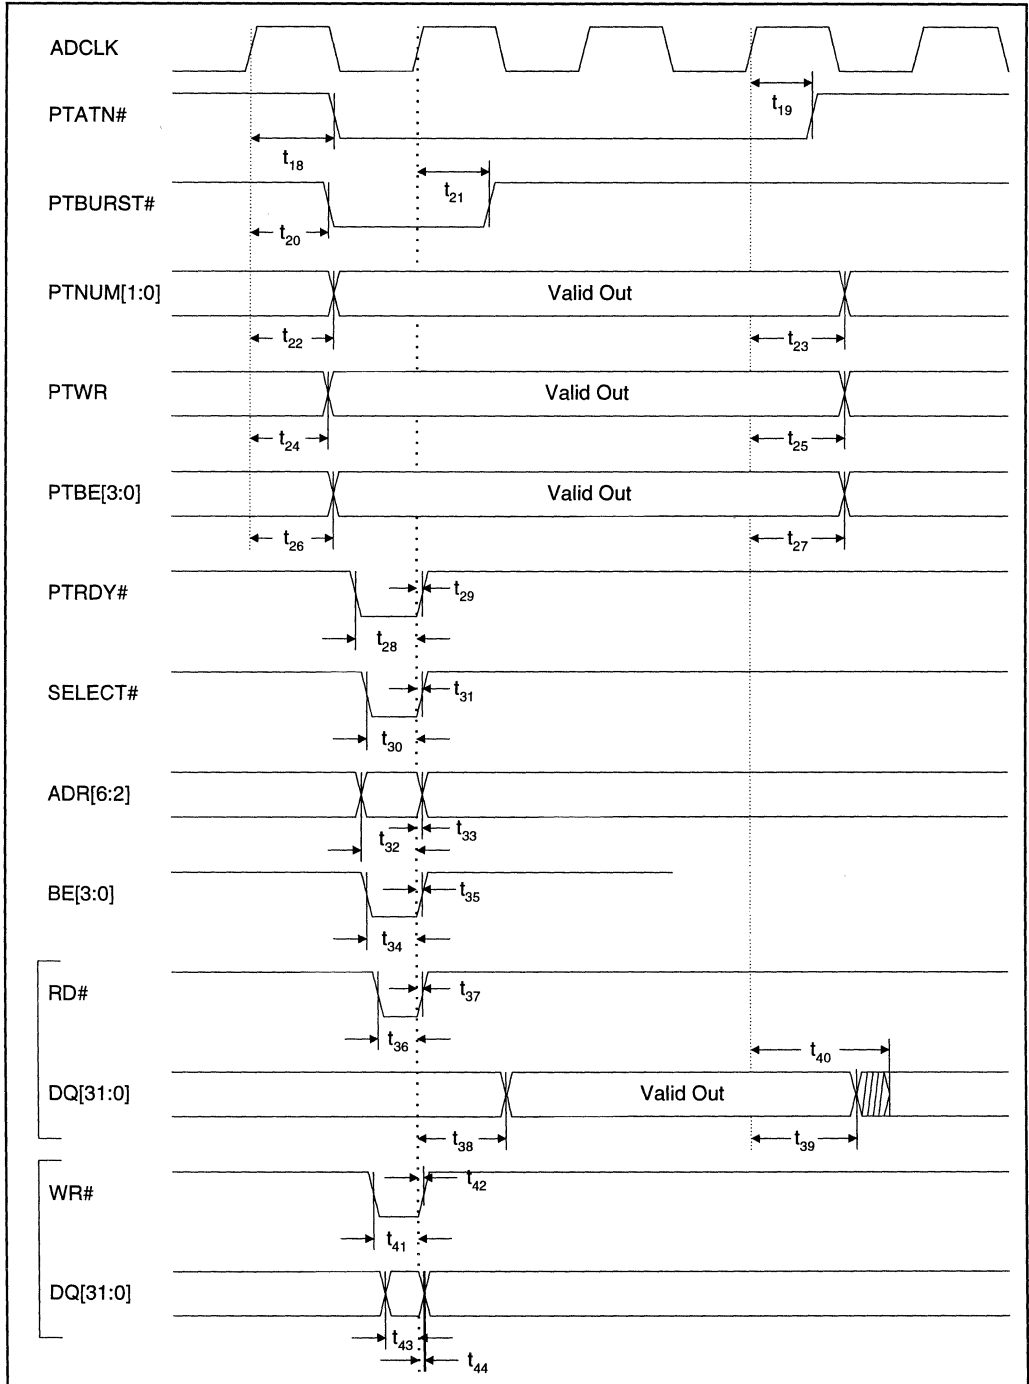 ADCLK
t19
PTATN#
t18
t21
PTBURST#
t20
PTNUM[1:0] Valid Out
t22 t23
PTWR Valid Out
t24 t25
PTBE[3:0] Valid Out
t26 t27
PTRDY# t29
t28
SELECT# t31
t30
ADR[6:2]
t32 t33
BE[3:0] t35
t34
RD# t37
t36 t40
DQ[31:0] Valid Out
t38 t39
WR# t42
t41
DQ[31:0]
t43
t44